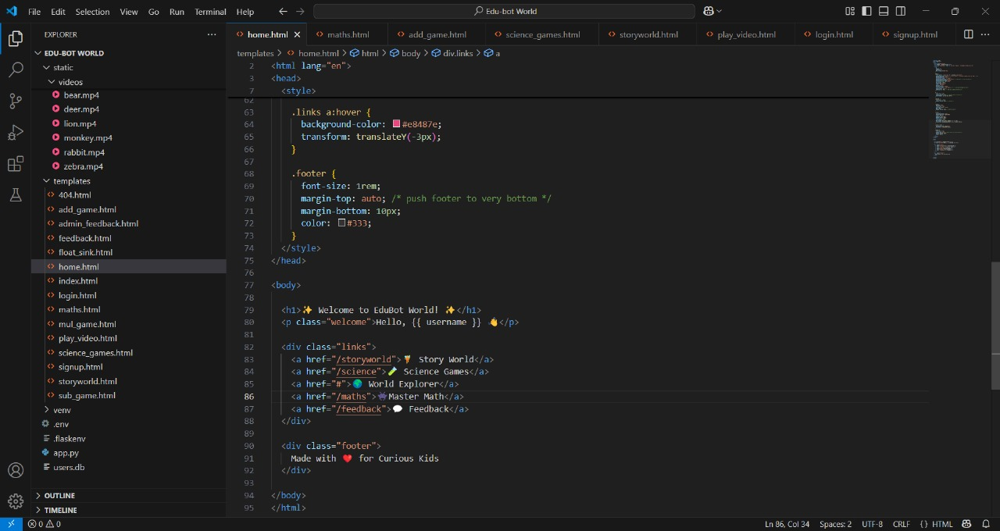 File Edit Selection View Go Run Terminal Help Edu-bot World
EXPLORER
EDU-BOT WORLD
static
videos
bear.mp4
deer.mp4
lion.mp4
monkey.mp4
rabbit.mp4
zebra.mp4
templates
404.html
add_game.html
admin_feedback.html
feedback.html
float_sink.html
home.html
index.html
login.html
maths.html
mul_game.html
play_video.html
science_games.html
signup.html
storyworld.html
sub_game.html
venv
.env
.flaskenv
app.py
users.db
OUTLINE
TIMELINE
home.html maths.html add_game.html science_games.html storyworld.html play_video.html login.html signup.html
templates > home.html > html > body > div.links > a
2 <html lang="en">
3 <head>
7 <style>
62
63 .links a:hover {
64 background-color: #e8487e;
65 transform: translateY(-3px);
66 }
67
68 .footer {
69 font-size: 1rem;
70 margin-top: auto; /* push footer to very bottom */
71 margin-bottom: 10px;
72 color: #333;
73 }
74 </style>
75 </head>
76
77 <body>
78
79 <h1>✨ Welcome to EduBot World! ✨</h1>
80 <p class="welcome">Hello, {{ username }} 👋</p>
81
82 <div class="links">
83 <a href="/storyworld"> Story World</a>
84 <a href="/science">🧪 Science Games</a>
85 <a href="#">🌍 World Explorer</a>
86 <a href="/maths">👾Master Math</a>
87 <a href="/feedback">💬 Feedback</a>
88 </div>
89
90 <div class="footer">
91 Made with ❤️ for Curious Kids
92 </div>
93
94 </body>
95 </html>
0 0 Ln 86, Col 34 Spaces: 2 UTF-8 CRLF {} HTML